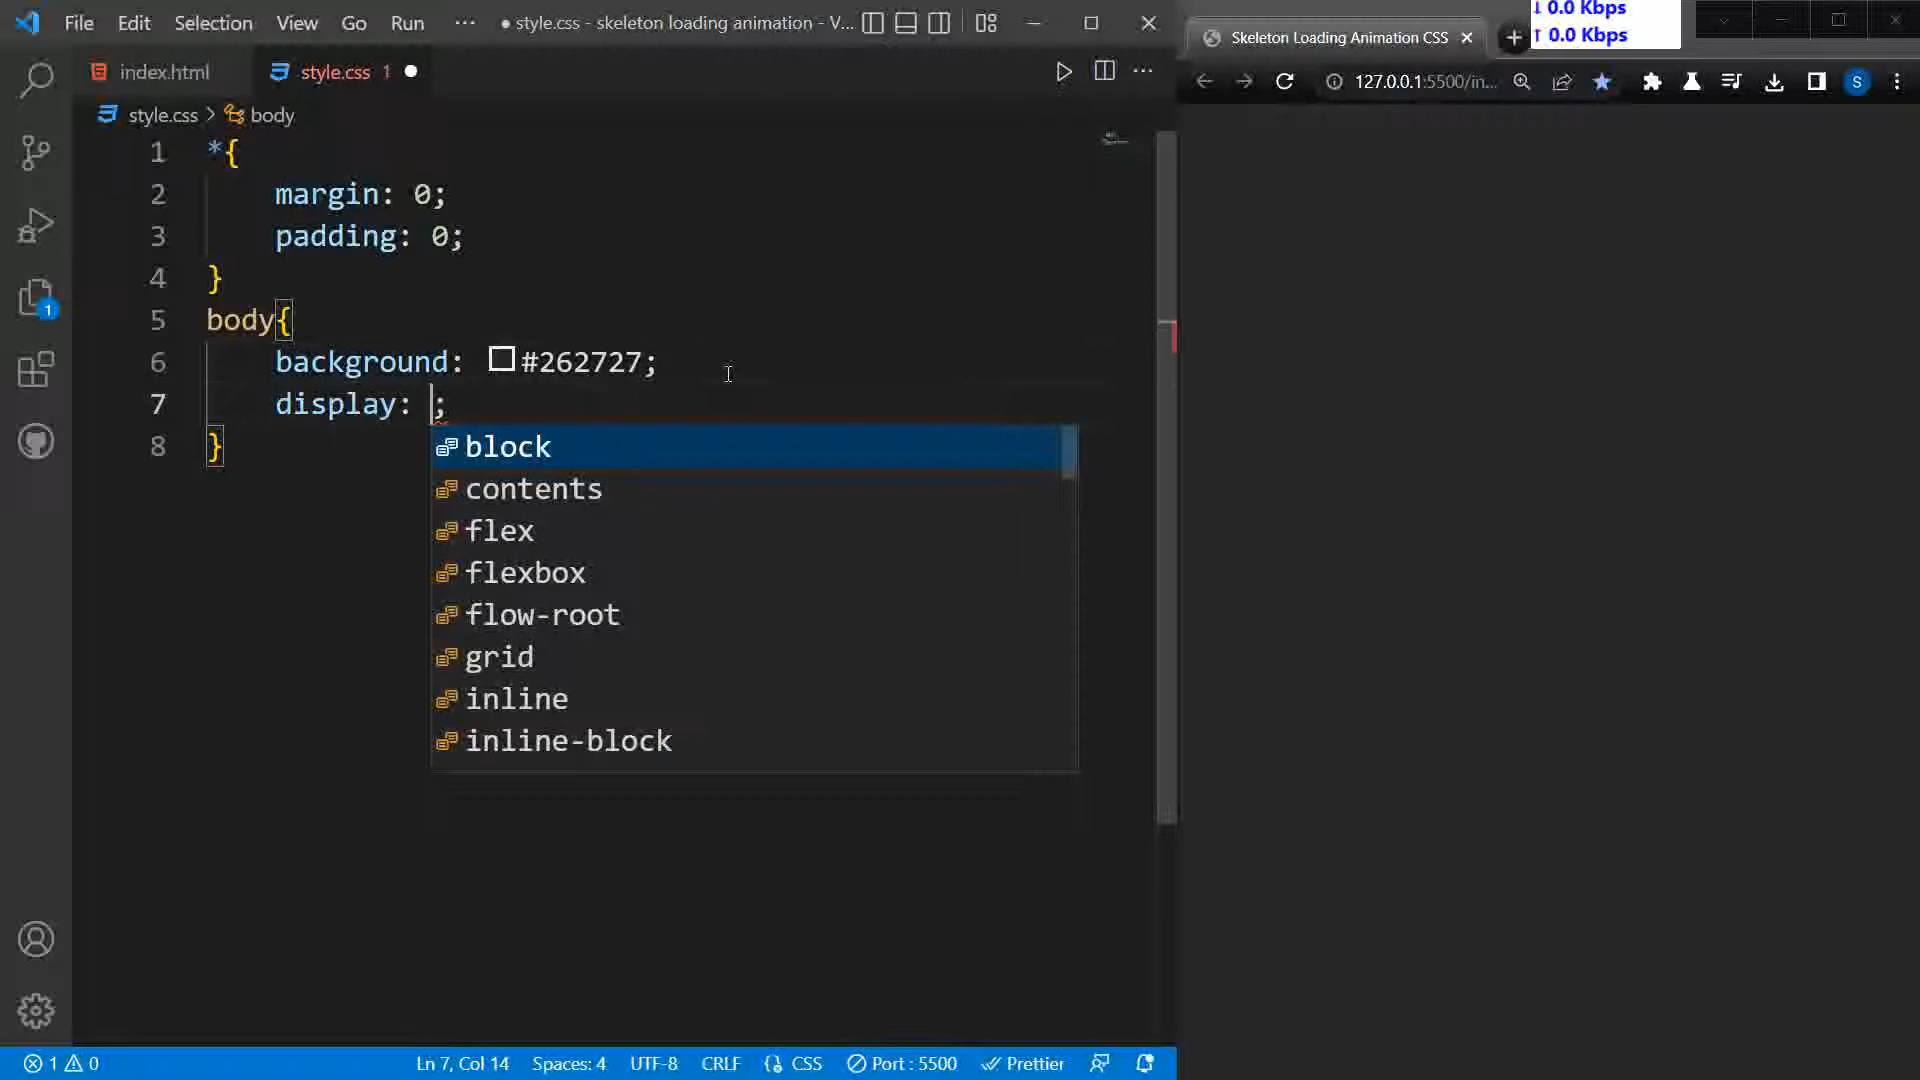 File Edit Selection View Go Run ··· ● style.css - skeleton loading animation - V...
Skeleton Loading Animation CSS
↓ 0.0 Kbps
↑ 0.0 Kbps
index.html
style.css 1
127.0.0.1:5500/in...
S
style.css > body
1 *{
2 margin: 0;
3 padding: 0;
4 }
5 body{
6 background: #262727;
7 display: ;
8 }
block
contents
flex
flexbox
flow-root
grid
inline
inline-block
1
1 0 Ln 7, Col 14 Spaces: 4 UTF-8 CRLF {} CSS Port : 5500 Prettier